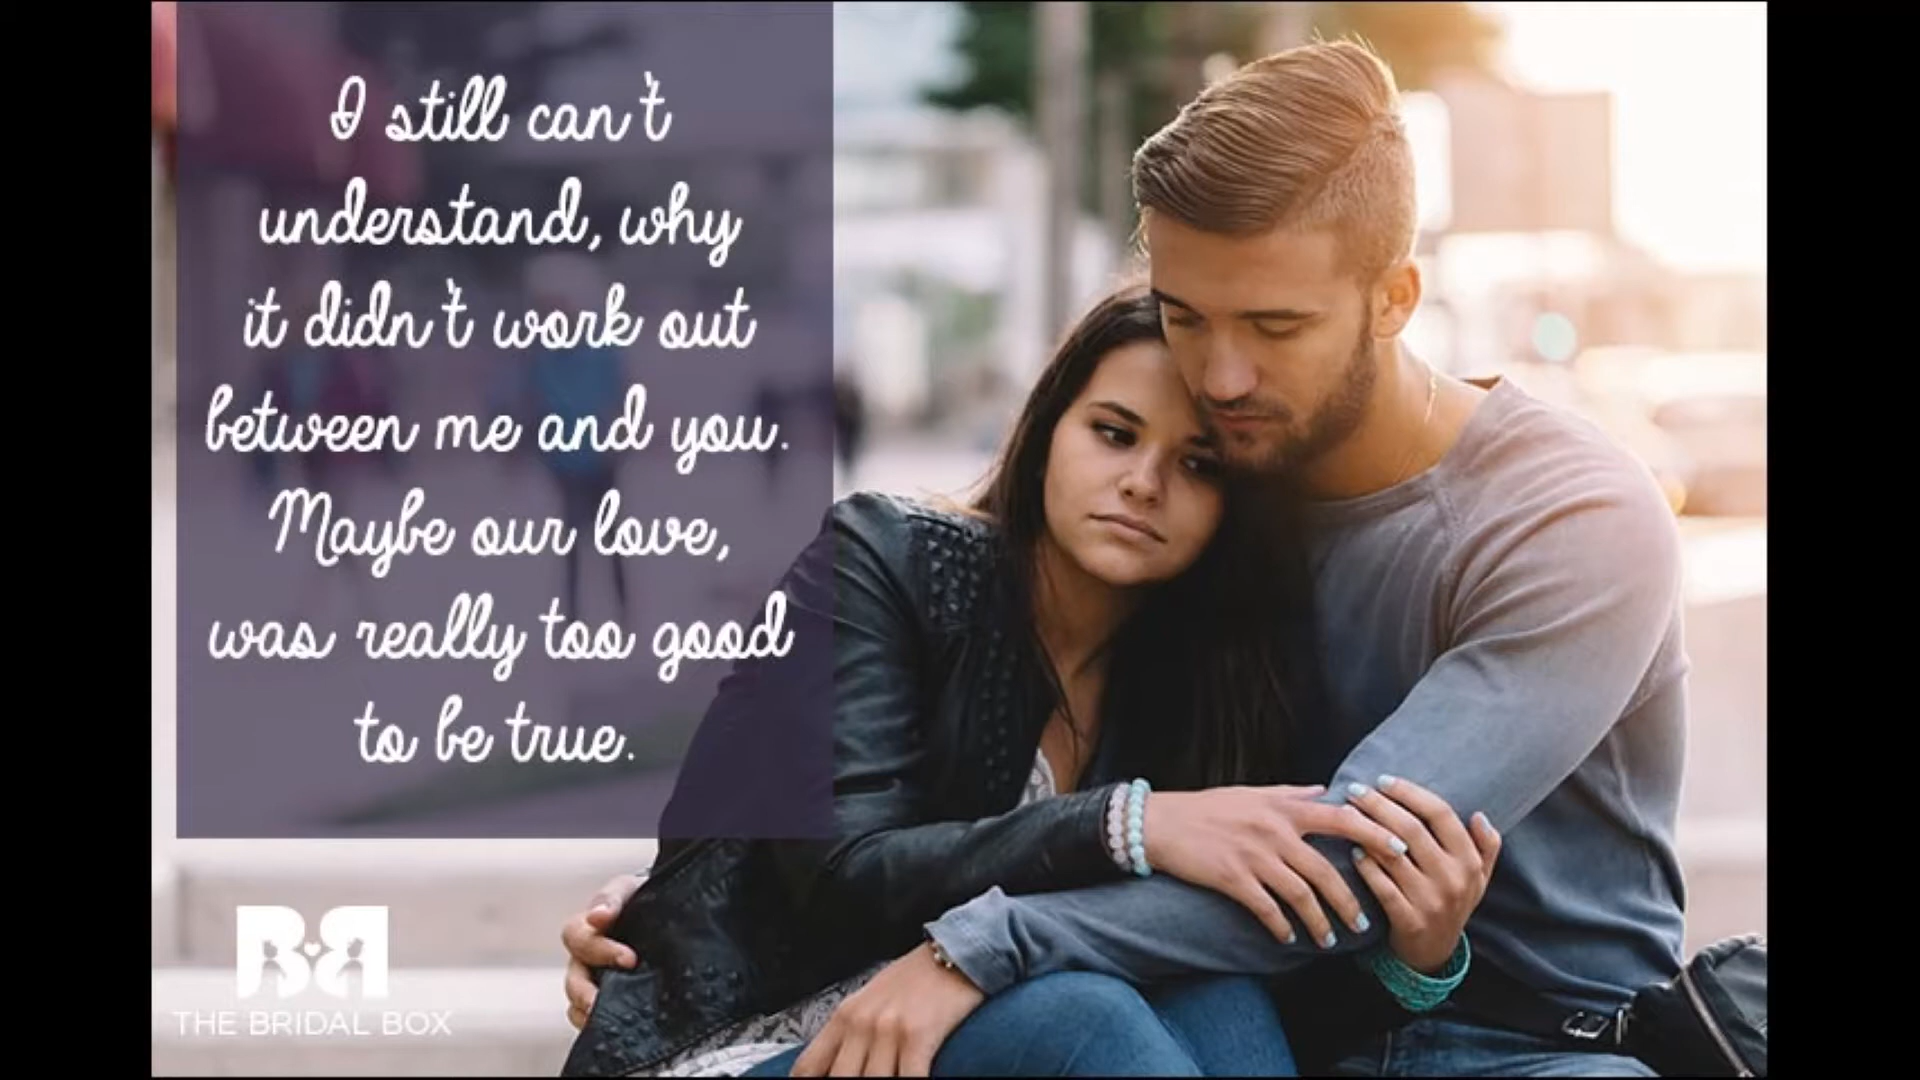 I still can't
understand, why
it didn't work out
between me and you.
Maybe our love,
was really too good
to be true.
BB
THE BRIDAL BOX